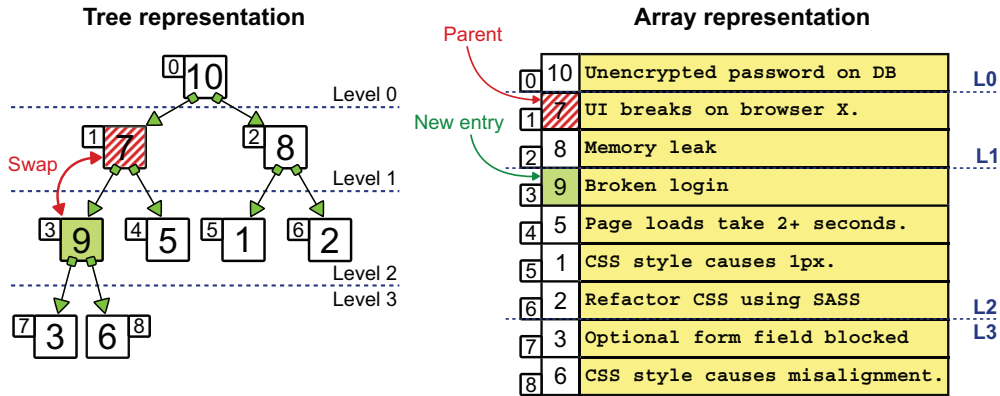 Tree representation
0 10
Level 0
1 7
2 8
Swap
Level 1
3 9
4 5
5 1
6 2
Level 2
Level 3
7 3
6 8
Array representation
Parent
New entry
0 10 Unencrypted password on DB
L0
1 7 UI breaks on browser X.
2 8 Memory leak
L1
3 9 Broken login
4 5 Page loads take 2+ seconds.
5 1 CSS style causes 1px.
6 2 Refactor CSS using SASS
L2
L3
7 3 Optional form field blocked
8 6 CSS style causes misalignment.